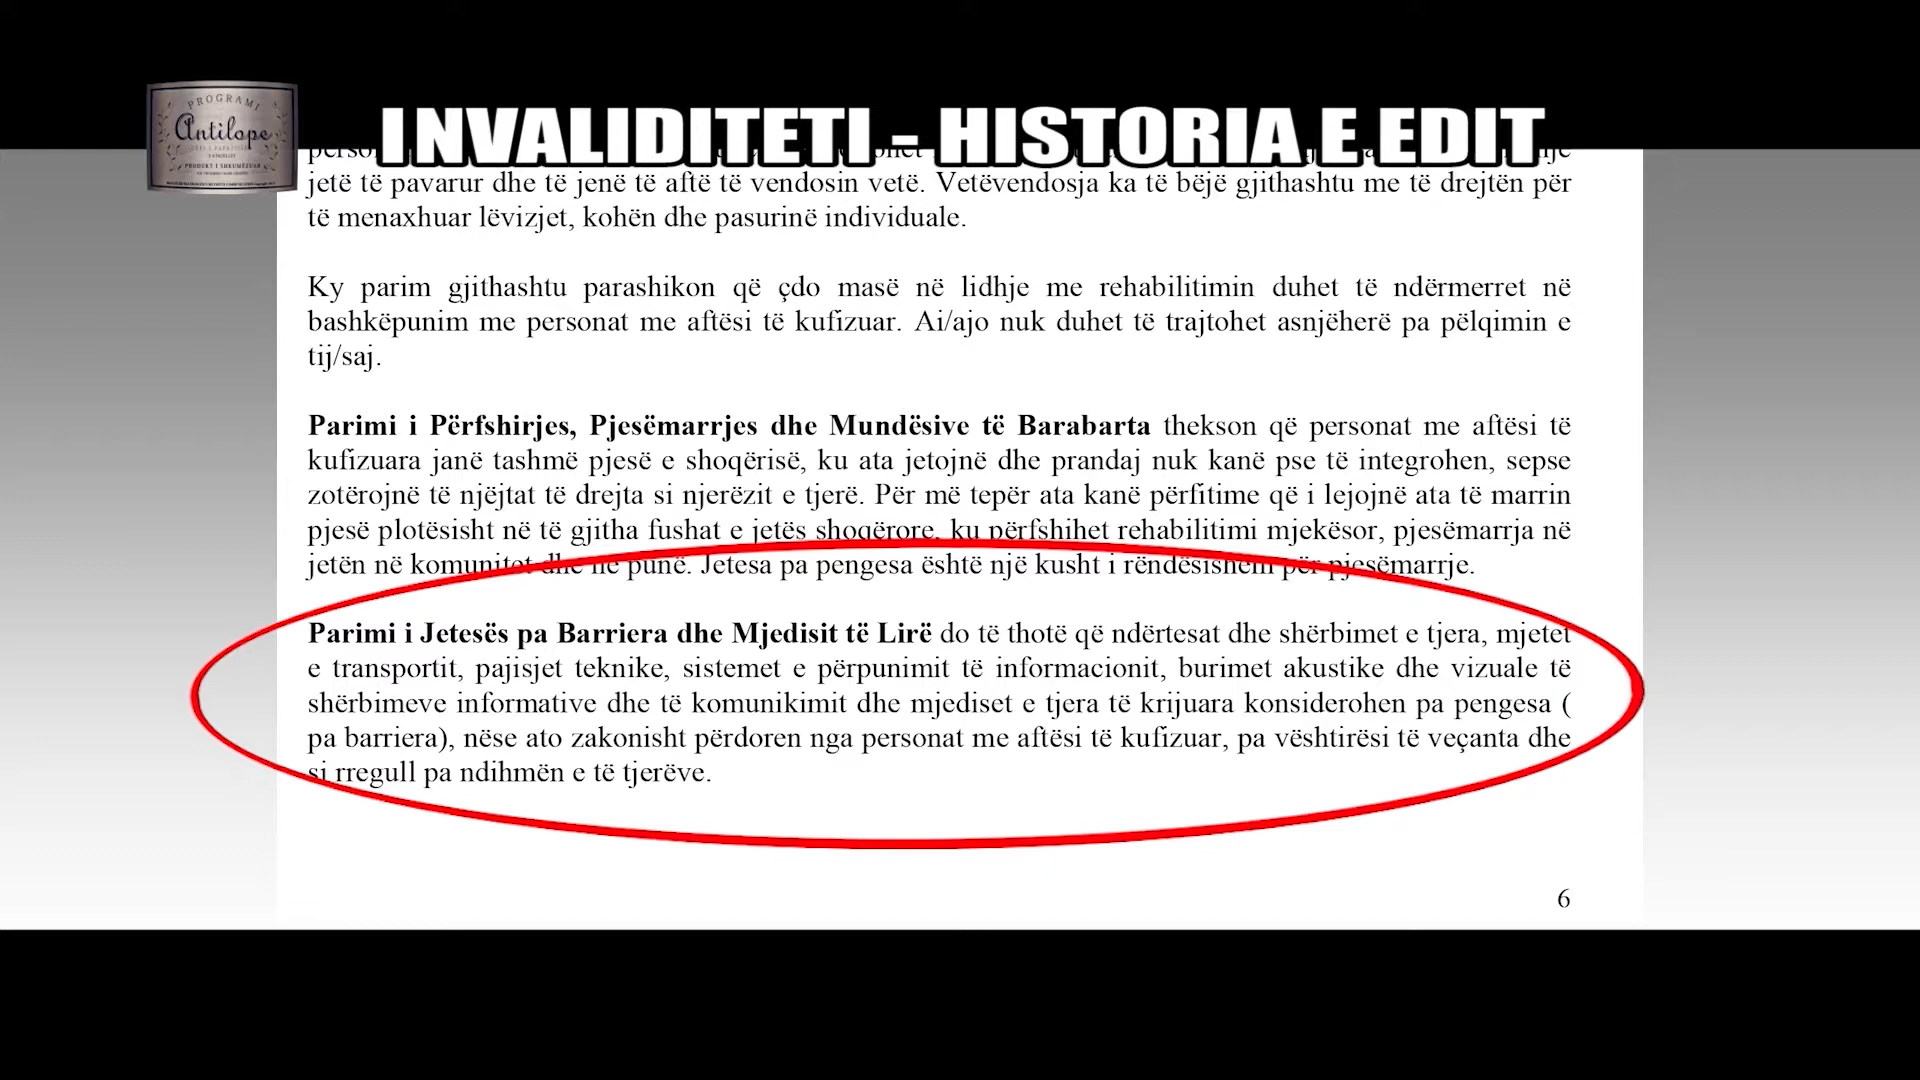 PROGRAMI
Antilope
PRODUKT I SHKUMËZUAR
INVALIDITETI - HISTORIA E EDIT
jetë të pavarur dhe të jenë të aftë të vendosin vetë. Vetëvendosja ka të bëjë gjithashtu me të drejtën për
të menaxhuar lëvizjet, kohën dhe pasurinë individuale.
Ky parim gjithashtu parashikon që çdo masë në lidhje me rehabilitimin duhet të ndërmerret në
bashkëpunim me personat me aftësi të kufizuar. Ai/ajo nuk duhet të trajtohet asnjëherë pa pëlqimin e
tij/saj.
Parimi i Përfshirjes, Pjesëmarrjes dhe Mundësive të Barabarta thekson që personat me aftësi të
kufizuara janë tashmë pjesë e shoqërisë, ku ata jetojnë dhe prandaj nuk kanë pse të integrohen, sepse
zotërojnë të njëjtat të drejta si njerëzit e tjerë. Për më tepër ata kanë përfitime që i lejojnë ata të marrin
pjesë plotësisht në të gjitha fushat e jetës shoqërore, ku përfshihet rehabilitimi mjekësor, pjesëmarrja në
jetën në komunitet dhe në punë. Jetesa pa pengesa është një kusht i rëndësishëm për pjesëmarrje.
Parimi i Jetesës pa Barriera dhe Mjedisit të Lirë do të thotë që ndërtesat dhe shërbimet e tjera, mjetet
e transportit, pajisjet teknike, sistemet e përpunimit të informacionit, burimet akustike dhe vizuale të
shërbimeve informative dhe të komunikimit dhe mjediset e tjera të krijuara konsiderohen pa pengesa (
pa barriera), nëse ato zakonisht përdoren nga personat me aftësi të kufizuar, pa vështirësi të veçanta dhe
si rregull pa ndihmën e të tjerëve.
6